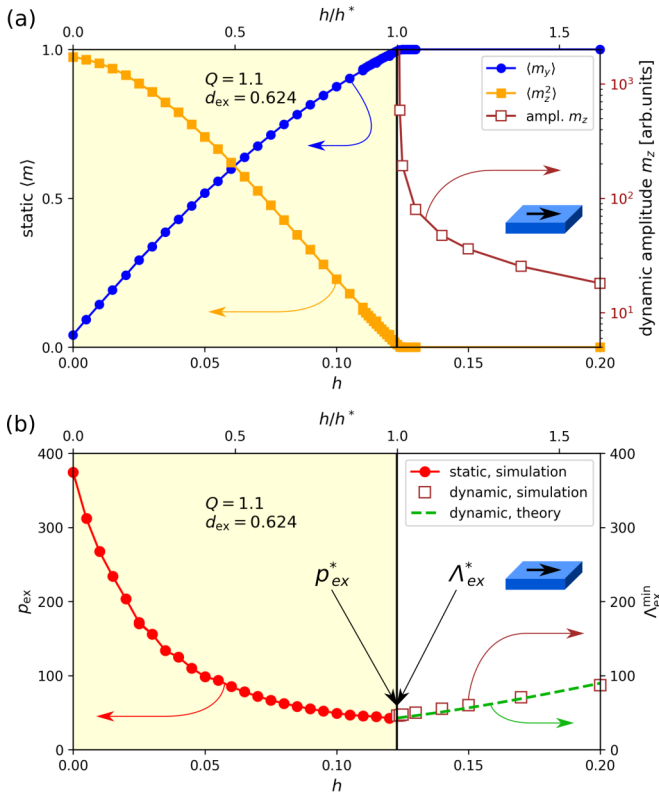 (a)
h/h*
0.0 0.5 1.0 1.5
1.0
0.5
0.0
static ⟨m⟩
Q = 1.1
d_ex = 0.624
⟨m_y⟩
⟨m_z^2⟩
ampl. m_z
10^3
10^2
10^1
dynamic amplitude m_z [arb.units]
0.00 0.05 0.10 0.15 0.20
h
(b)
h/h*
0.0 0.5 1.0 1.5
400
300
200
100
0
p_ex
Q = 1.1
d_ex = 0.624
static, simulation
dynamic, simulation
dynamic, theory
p*_ex
Λ*_ex
400
300
200
100
0
Λ_ex^min
0.00 0.05 0.10 0.15 0.20
h